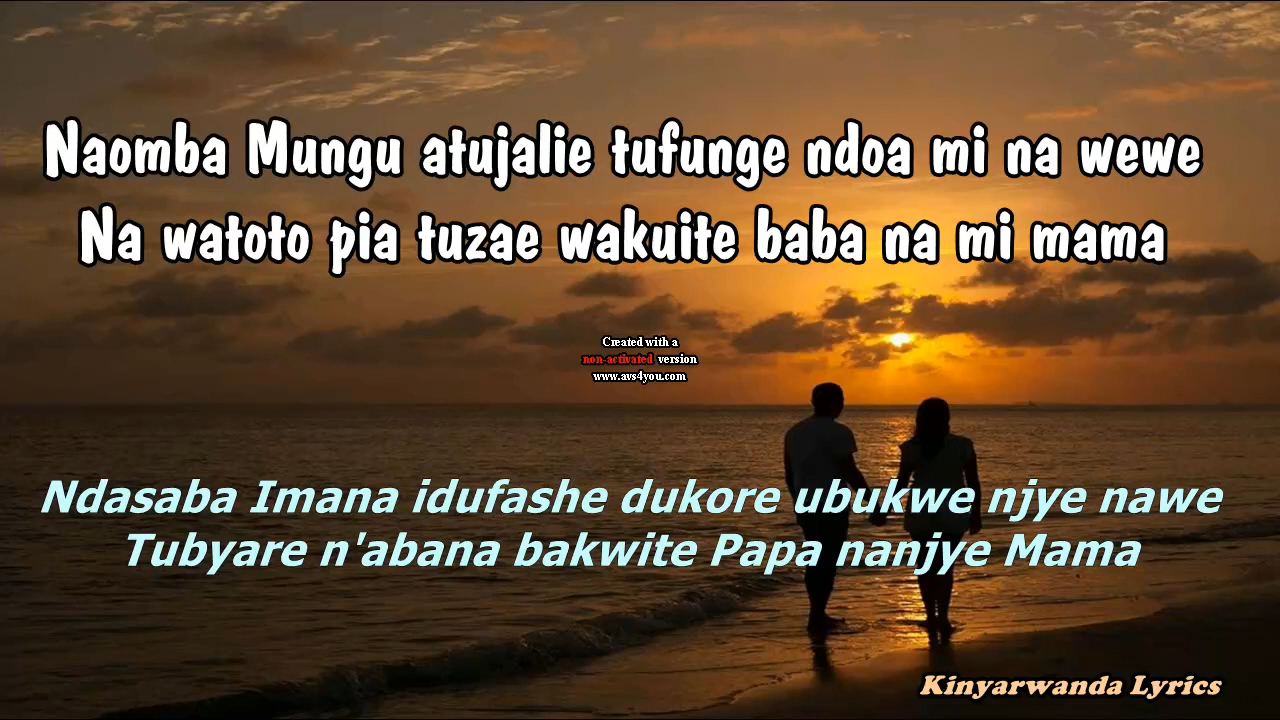 Naomba Mungu atujalie tufunge ndoa mi na wewe
Na watoto pia tuzae wakuite baba na mi mama
Created with a
non-activated version
www.avs4you.com
Ndasaba Imana idufashe dukore ubukwe njye nawe
Tubyare n'abana bakwite Papa nanjye Mama
Kinyarwanda Lyrics